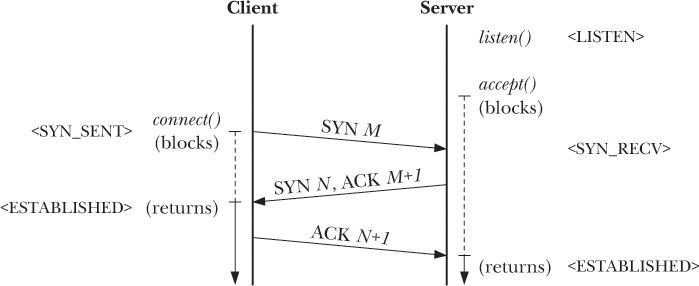 Client Server
listen() <LISTEN>
accept()
(blocks)
connect()
<SYN_SENT> (blocks)
SYN M
<SYN_RECV>
SYN N, ACK M+1
<ESTABLISHED> (returns)
ACK N+1
(returns) <ESTABLISHED>